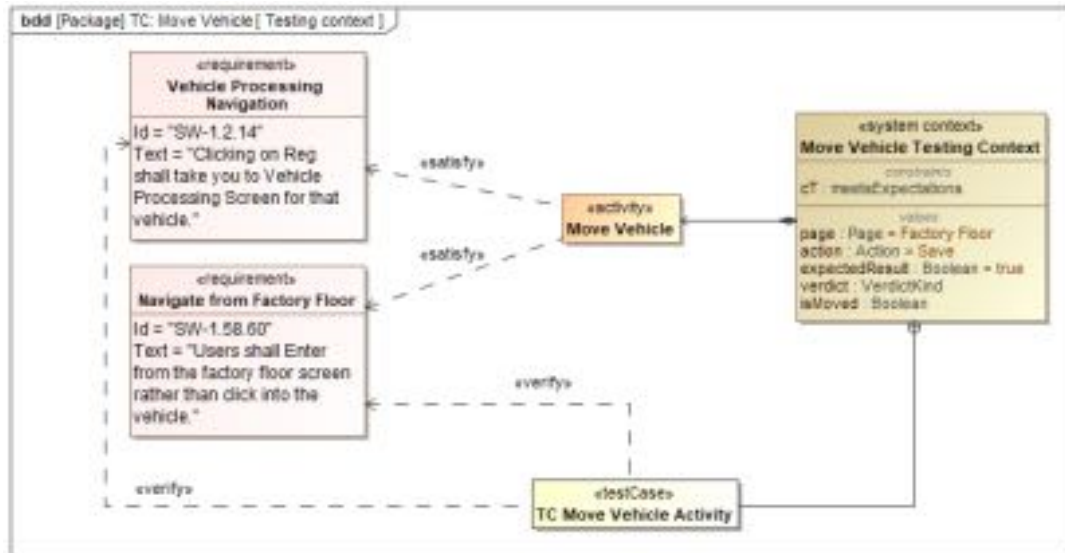 bdd [Package] TC: Move Vehicle[ Testing context ]
«requirement»
Vehicle Processing
Navigation
Id = "SW-1.2.14"
Text = "Clicking on Reg
shall take you to Vehicle
Processing Screen for that
vehicle."
«satisfy»
«activity»
Move Vehicle
«satisfy»
«system context»
Move Vehicle Testing Context
constraints
cT : meetsExpectations
values
page : Page = Factory Floor
action : Action = Save
expectedResult : Boolean = true
verdict : VerdictKind
isMoved : Boolean
«requirement»
Navigate from Factory Floor
Id = "SW-1.58.60"
Text = "Users shall Enter
from the factory floor screen
rather than click into the
vehicle."
«verify»
«verify»
«testCase»
TC Move Vehicle Activity